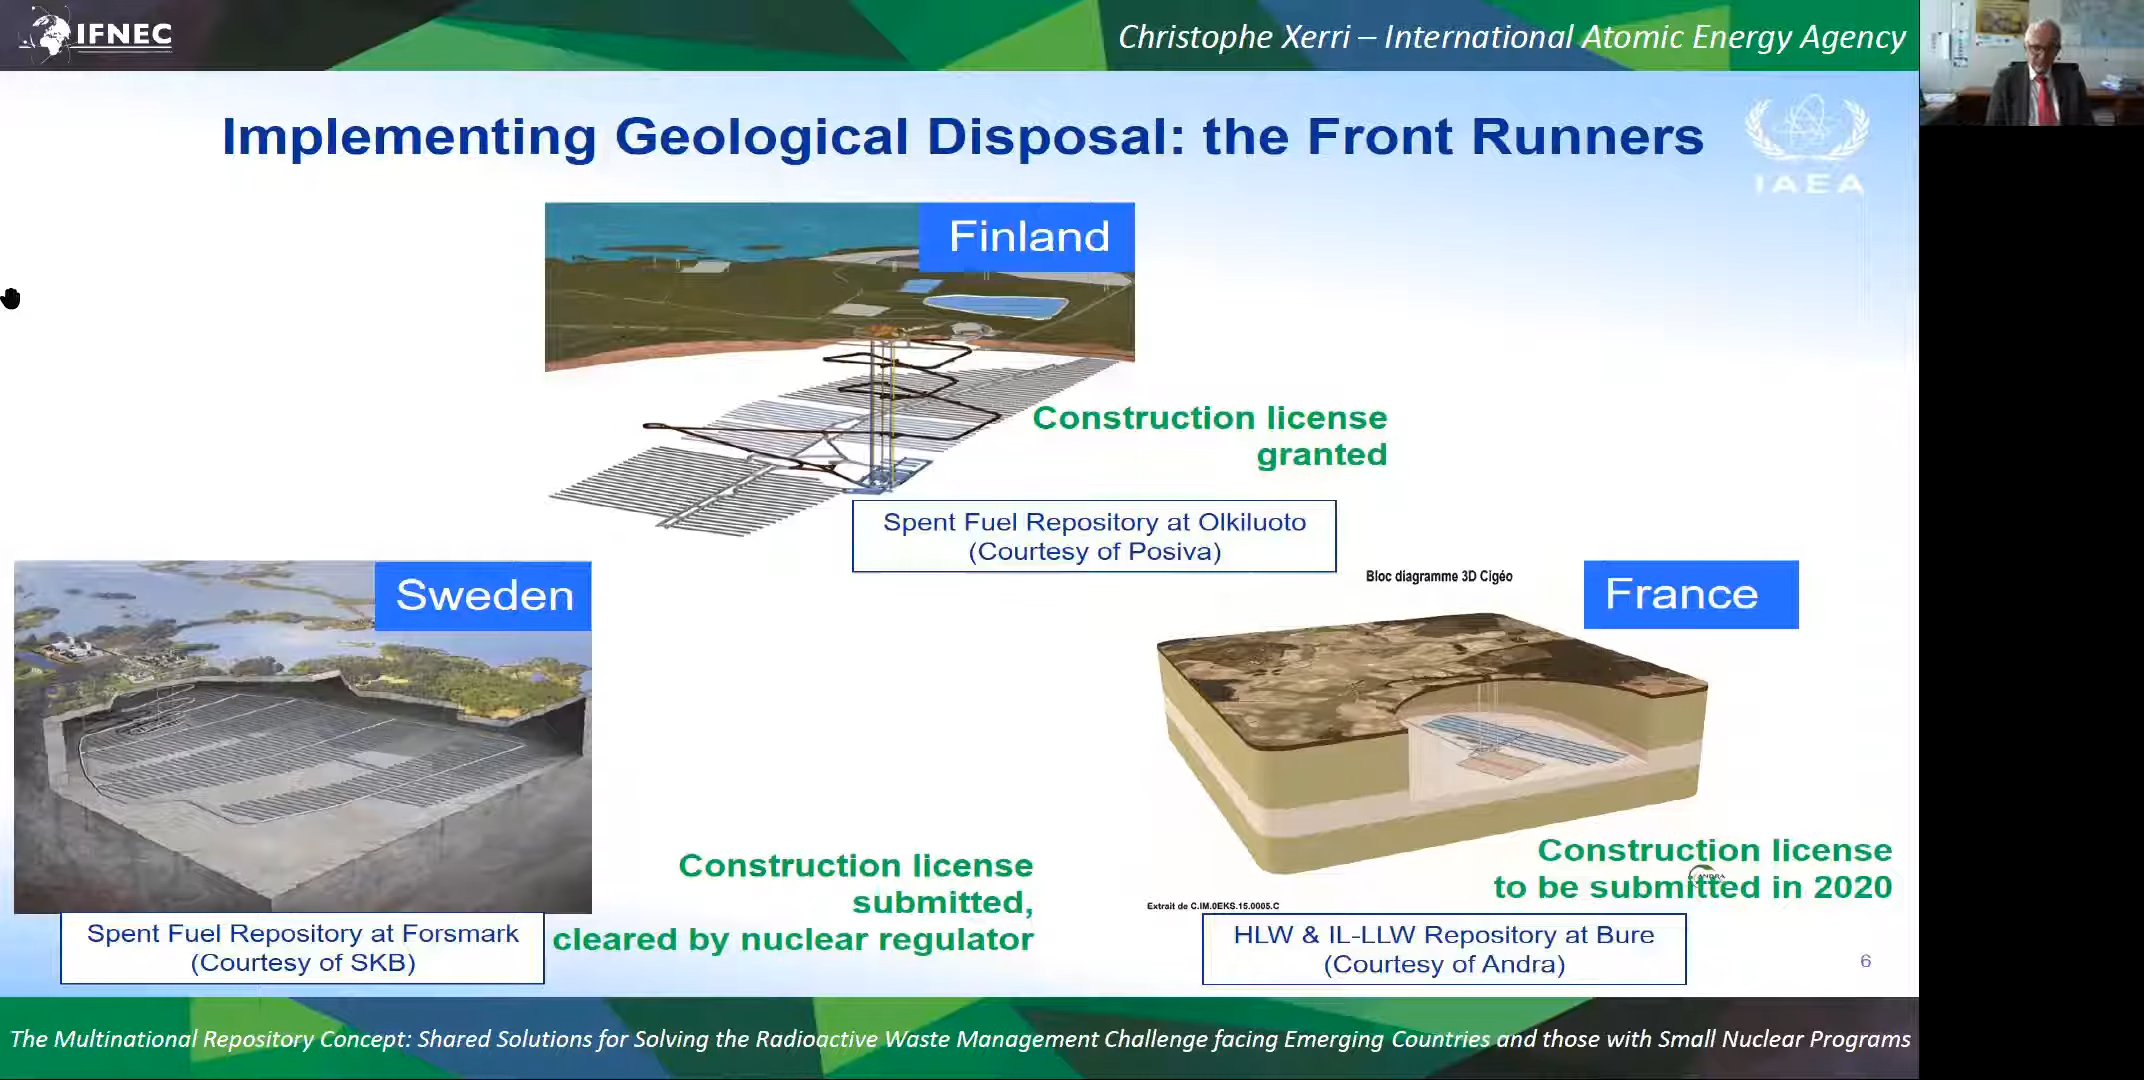 IFNEC
Christophe Xerri – International Atomic Energy Agency
Implementing Geological Disposal: the Front Runners
IAEA
Finland
Construction license
granted
Spent Fuel Repository at Olkiluoto
(Courtesy of Posiva)
Sweden
Construction license
submitted,
cleared by nuclear regulator
Spent Fuel Repository at Forsmark
(Courtesy of SKB)
Bloc diagramme 3D Cigéo
France
Construction license
to be submitted in 2020
ANDRA
Extrait de C.IM.0EKS.15.0005.C
HLW & IL-LLW Repository at Bure
(Courtesy of Andra)
6
The Multinational Repository Concept: Shared Solutions for Solving the Radioactive Waste Management Challenge facing Emerging Countries and those with Small Nuclear Programs